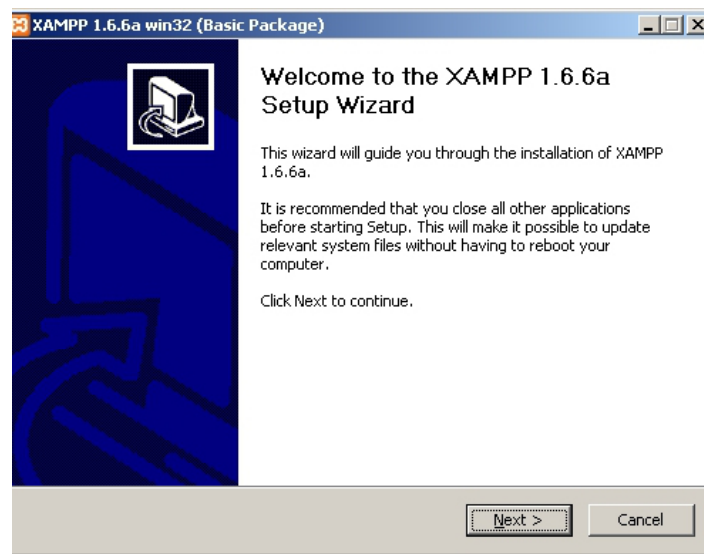 XAMPP 1.6.6a win32 (Basic Package)
Welcome to the XAMPP 1.6.6a
Setup Wizard
This wizard will guide you through the installation of XAMPP
1.6.6a.
It is recommended that you close all other applications
before starting Setup. This will make it possible to update
relevant system files without having to reboot your
computer.
Click Next to continue.
Next >
Cancel